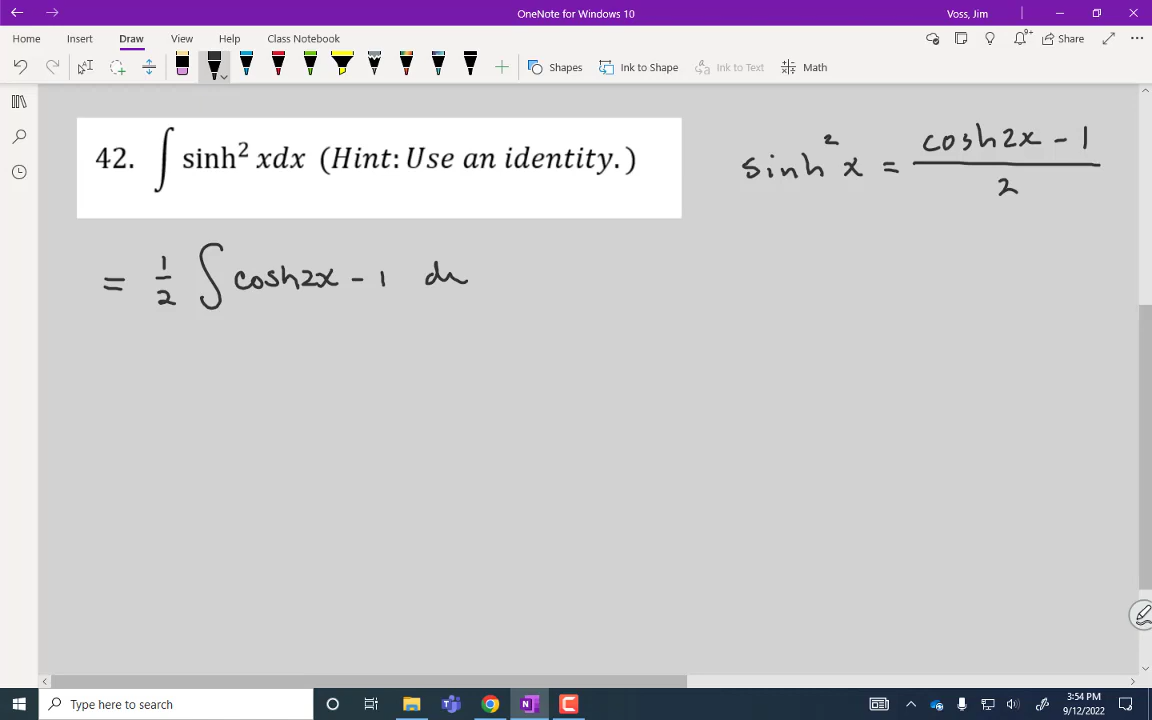 OneNote for Windows 10
Voss, Jim
Home Insert Draw View Help Class Notebook
Share
Shapes Ink to Shape Ink to Text Math
42. ∫ sinh² xdx (Hint: Use an identity.)
sinh² x = (cosh2x - 1)/2
= 1/2 ∫ cosh2x - 1 dx
Type here to search
3:54 PM
9/12/2022